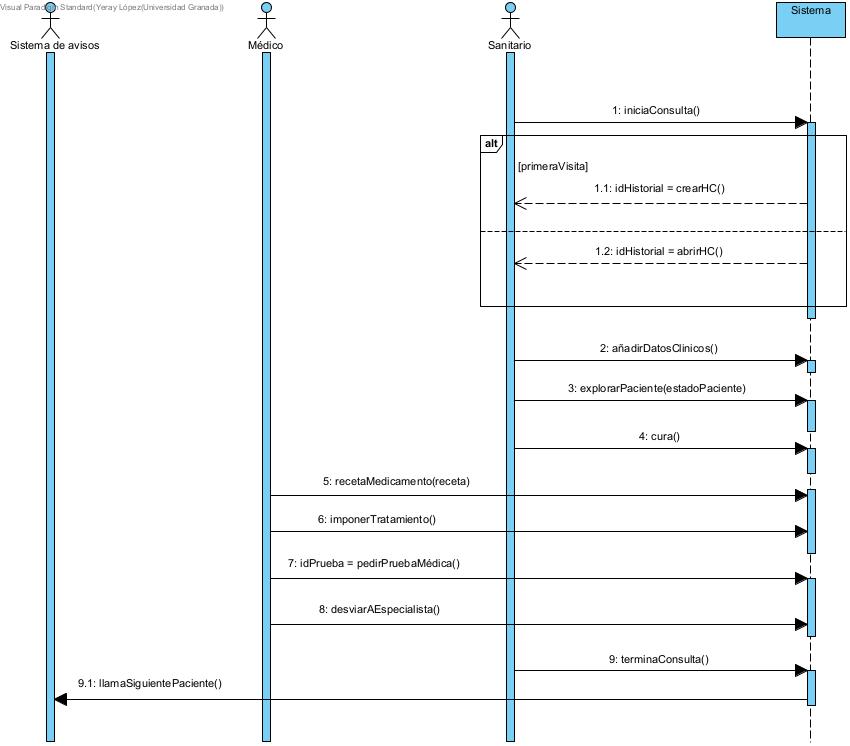 Visual Paradigm Standard(Yeray López(Universidad Granada))
Sistema de avisos
Médico
Sanitario
Sistema
1: iniciaConsulta()
alt
[primeraVisita]
1.1: idHistorial = crearHC()
1.2: idHistorial = abrirHC()
2: añadirDatosClinicos()
3: explorarPaciente(estadoPaciente)
4: cura()
5: recetaMedicamento(receta)
6: imponerTratamiento()
7: idPrueba = pedirPruebaMédica()
8: desviarAEspecialista()
9: terminaConsulta()
9.1: llamaSiguientePaciente()